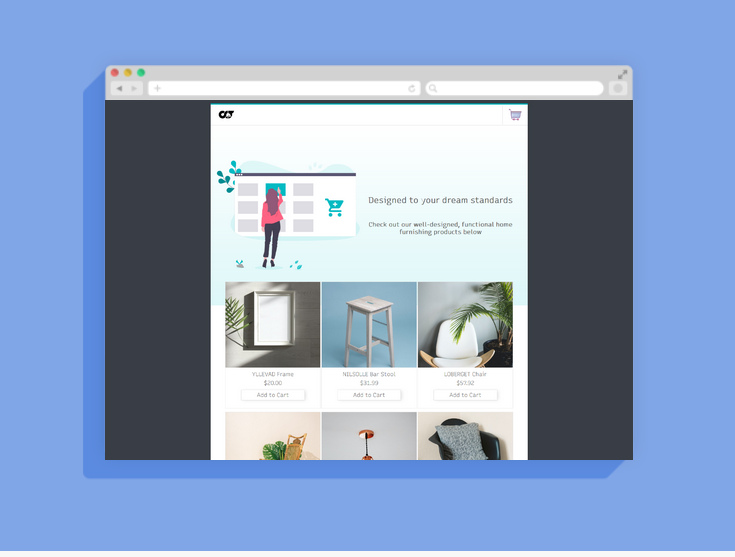 Designed to your dream standards
Check out our well-designed, functional home
furnishing products below
YLLEVAD Frame
$20.00
Add to Cart
NILSOLLE Bar Stool
$31.99
Add to Cart
LOBERGET Chair
$57.92
Add to Cart